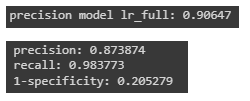 precision model lr_full: 0.90647
precision: 0.873874
recall: 0.983773
1-specificity: 0.205279